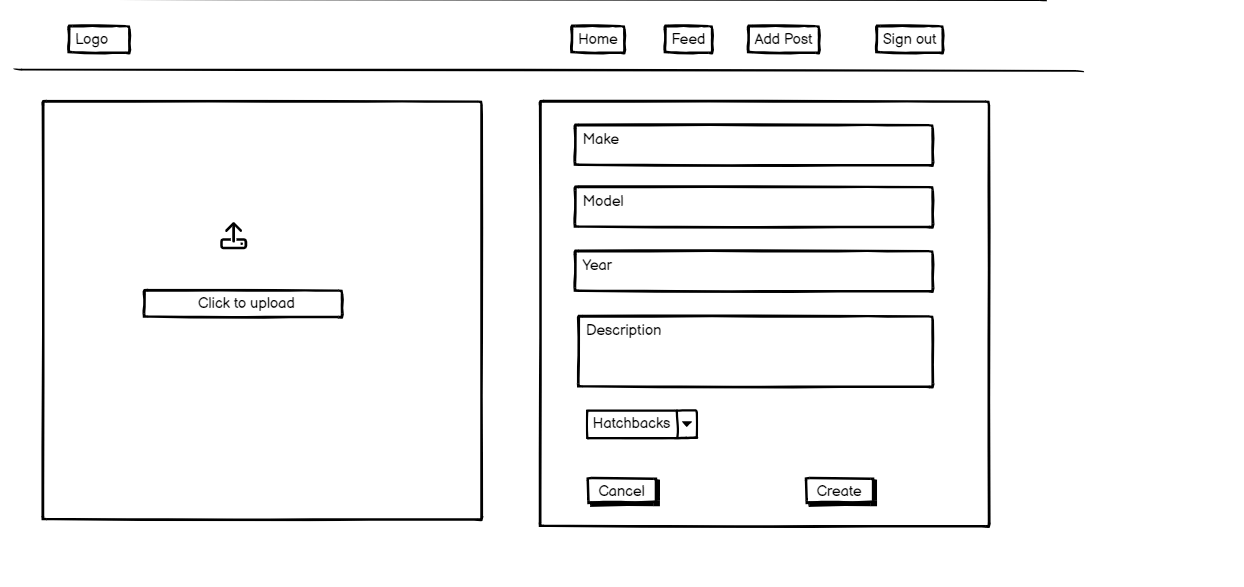 Logo
Home
Feed
Add Post
Sign out
Click to upload
Make
Model
Year
Description
Hatchbacks
Cancel
Create